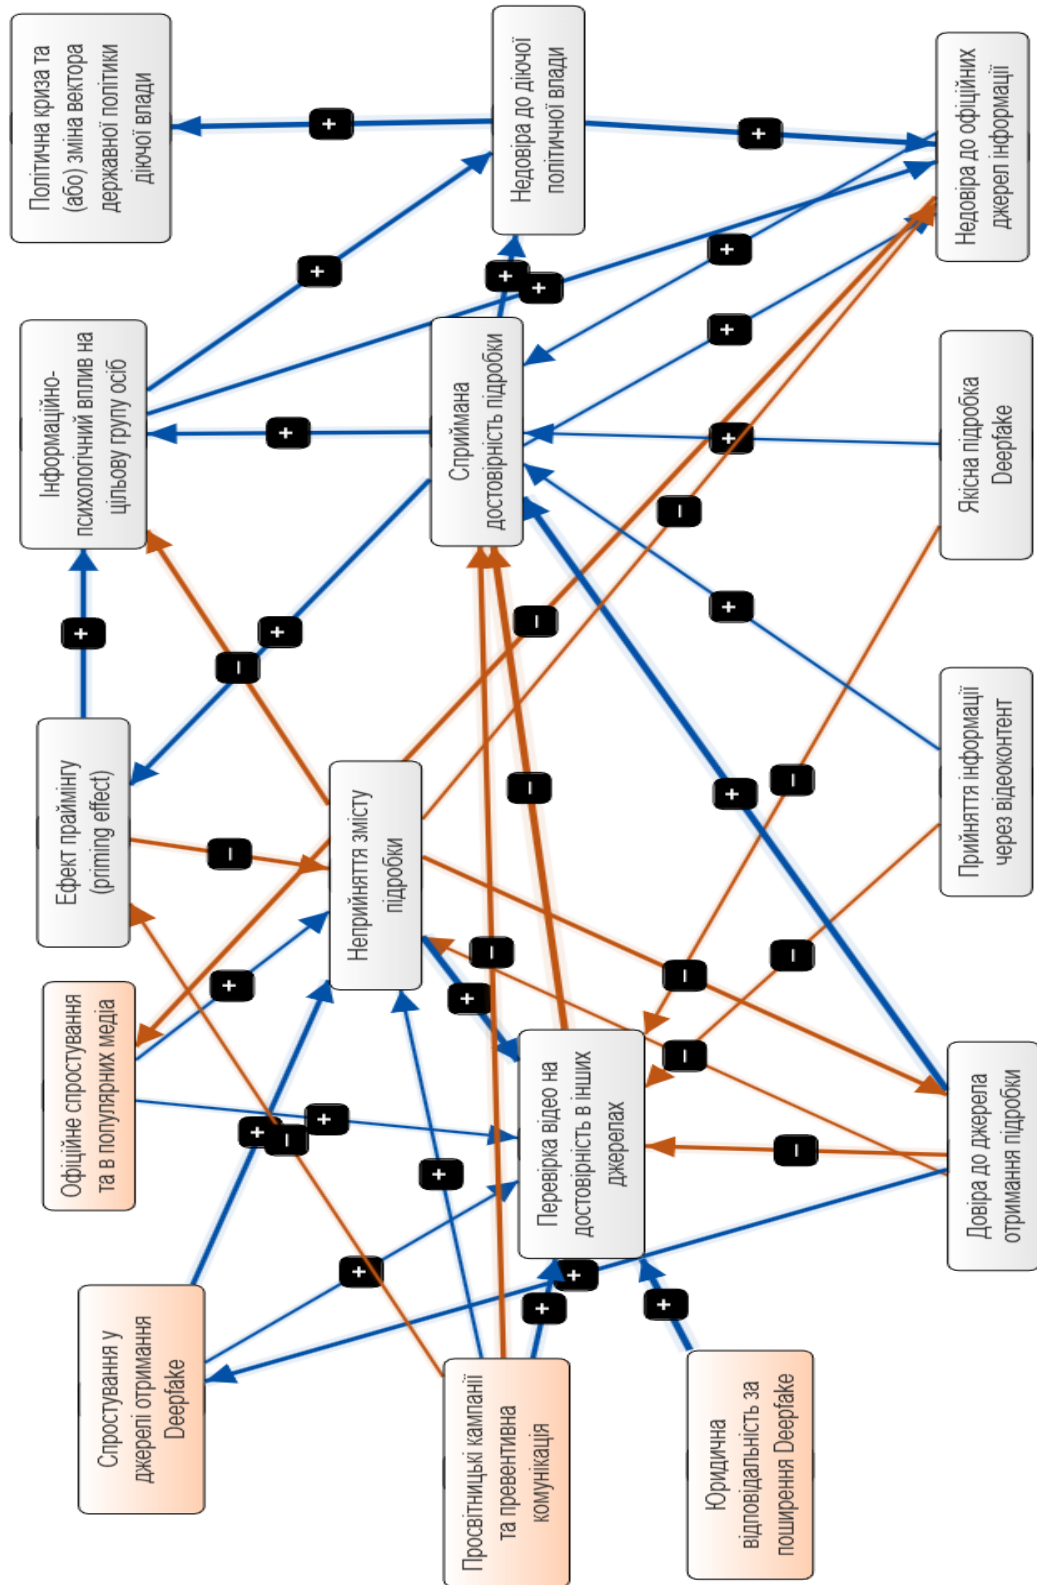 Спростування у
джерелі отримання
Deepfake
Офіційне спростування
та в популярних медіа
Ефект праймінгу
(priming effect)
Інформаційно-
психологічний вплив на
цільову групу осіб
Політична криза та
(або) зміна вектора
державної політики
діючої влади
+
+
−
+
−
+
−
+
−
+
+
+
+
Неприйняття змісту
підробки
Просвітницькі кампанії
та превентивна
комунікація
Сприймана
достовірність підробки
Недовіра до діючої
політичної влади
+
+
−
+
+
Перевірка відео на
достовірність в інших
джерелах
+
+
−
−
Юридична
відповідальність за
поширення Deepfake
+
−
−
−
+
+
+
+
+
+
−
−
−
+
Довіра до джерела
отримання підробки
Прийняття інформації
через відеоконтент
Якісна підробка
Deepfake
Недовіра до офіційних
джерел інформації